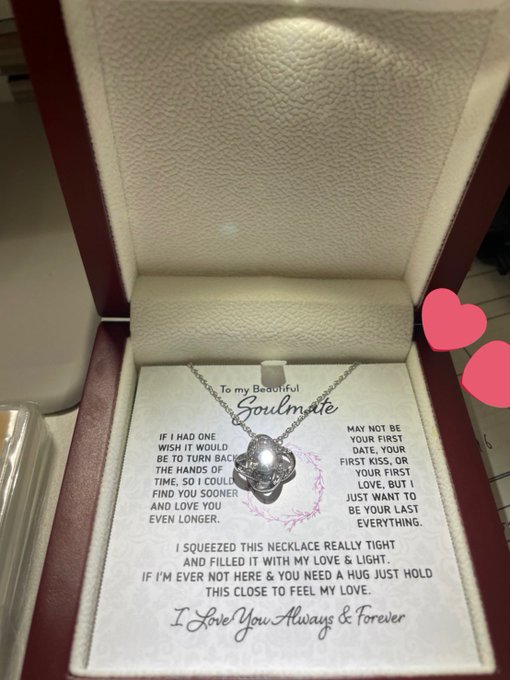 To my Beautiful
Soulmate
IF I HAD ONE
WISH IT WOULD
BE TO TURN BACK
THE HANDS OF
TIME, SO I COULD
FIND YOU SOONER
AND LOVE YOU
EVEN LONGER.
MAY NOT BE
YOUR FIRST
DATE, YOUR
FIRST KISS, OR
YOUR FIRST
LOVE, BUT I
JUST WANT TO
BE YOUR LAST
EVERYTHING.
I SQUEEZED THIS NECKLACE REALLY TIGHT
AND FILLED IT WITH MY LOVE & LIGHT.
IF I'M EVER NOT HERE & YOU NEED A HUG JUST HOLD
THIS CLOSE TO FEEL MY LOVE.
I Love You Always & Forever